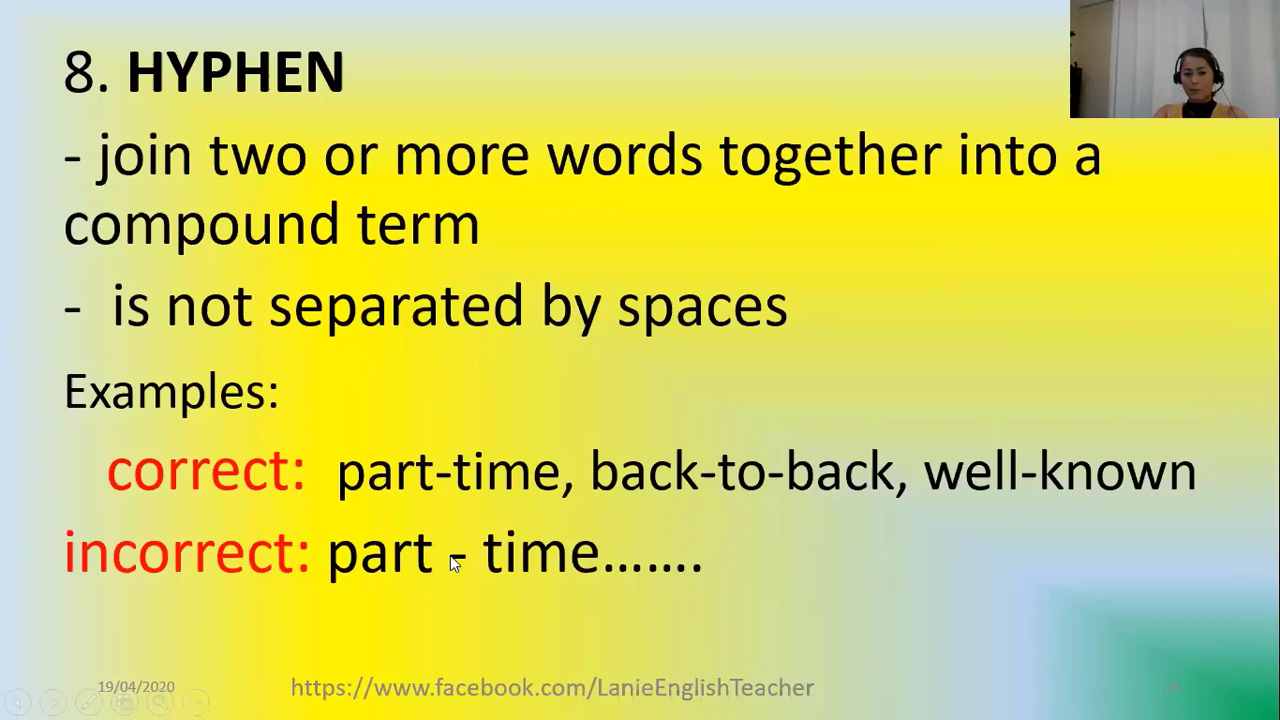 8. HYPHEN
- join two or more words together into a
compound term
- is not separated by spaces
Examples:
correct: part-time, back-to-back, well-known
incorrect: part - time…….
19/04/2020
https://www.facebook.com/LanieEnglishTeacher